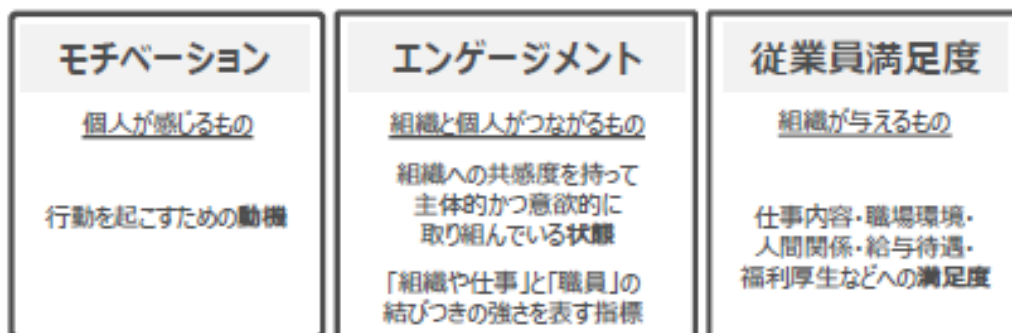 モチベーション
個人が感じるもの
行動を起こすための動機
エンゲージメント
組織と個人がつながるもの
組織への共感度を持って
主体的かつ意欲的に
取り組んでいる状態
「組織や仕事」と「職員」の
結びつきの強さを表す指標
従業員満足度
組織が与えるもの
仕事内容・職場環境・
人間関係・給与待遇・
福利厚生などへの満足度